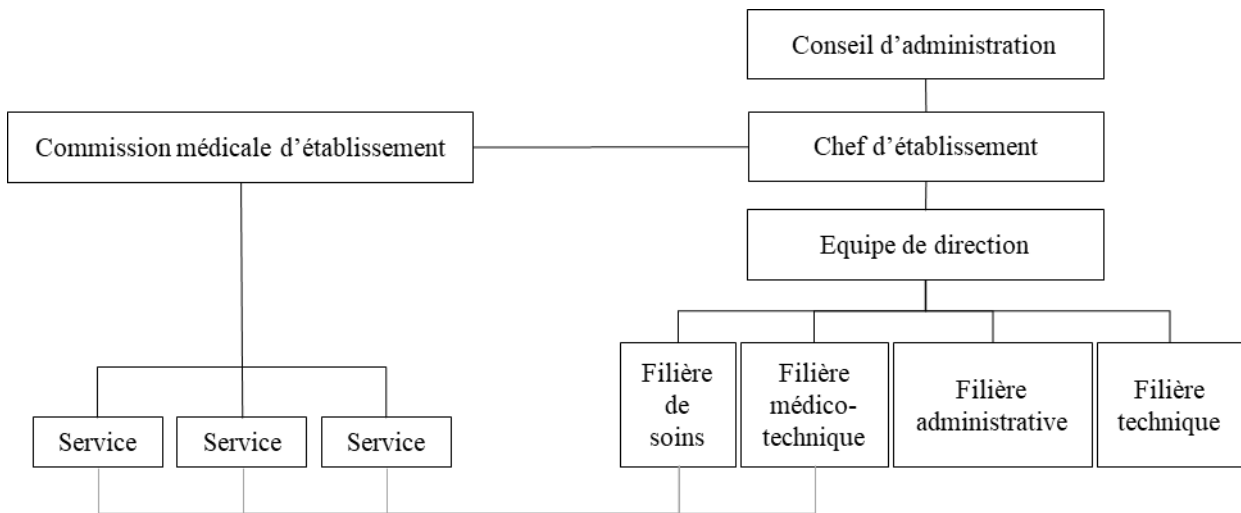 Conseil d’administration
Commission médicale d’établissement
Chef d’établissement
Equipe de direction
Filière
de
soins
Filière
médico-
technique
Filière
administrative
Filière
technique
Service
Service
Service